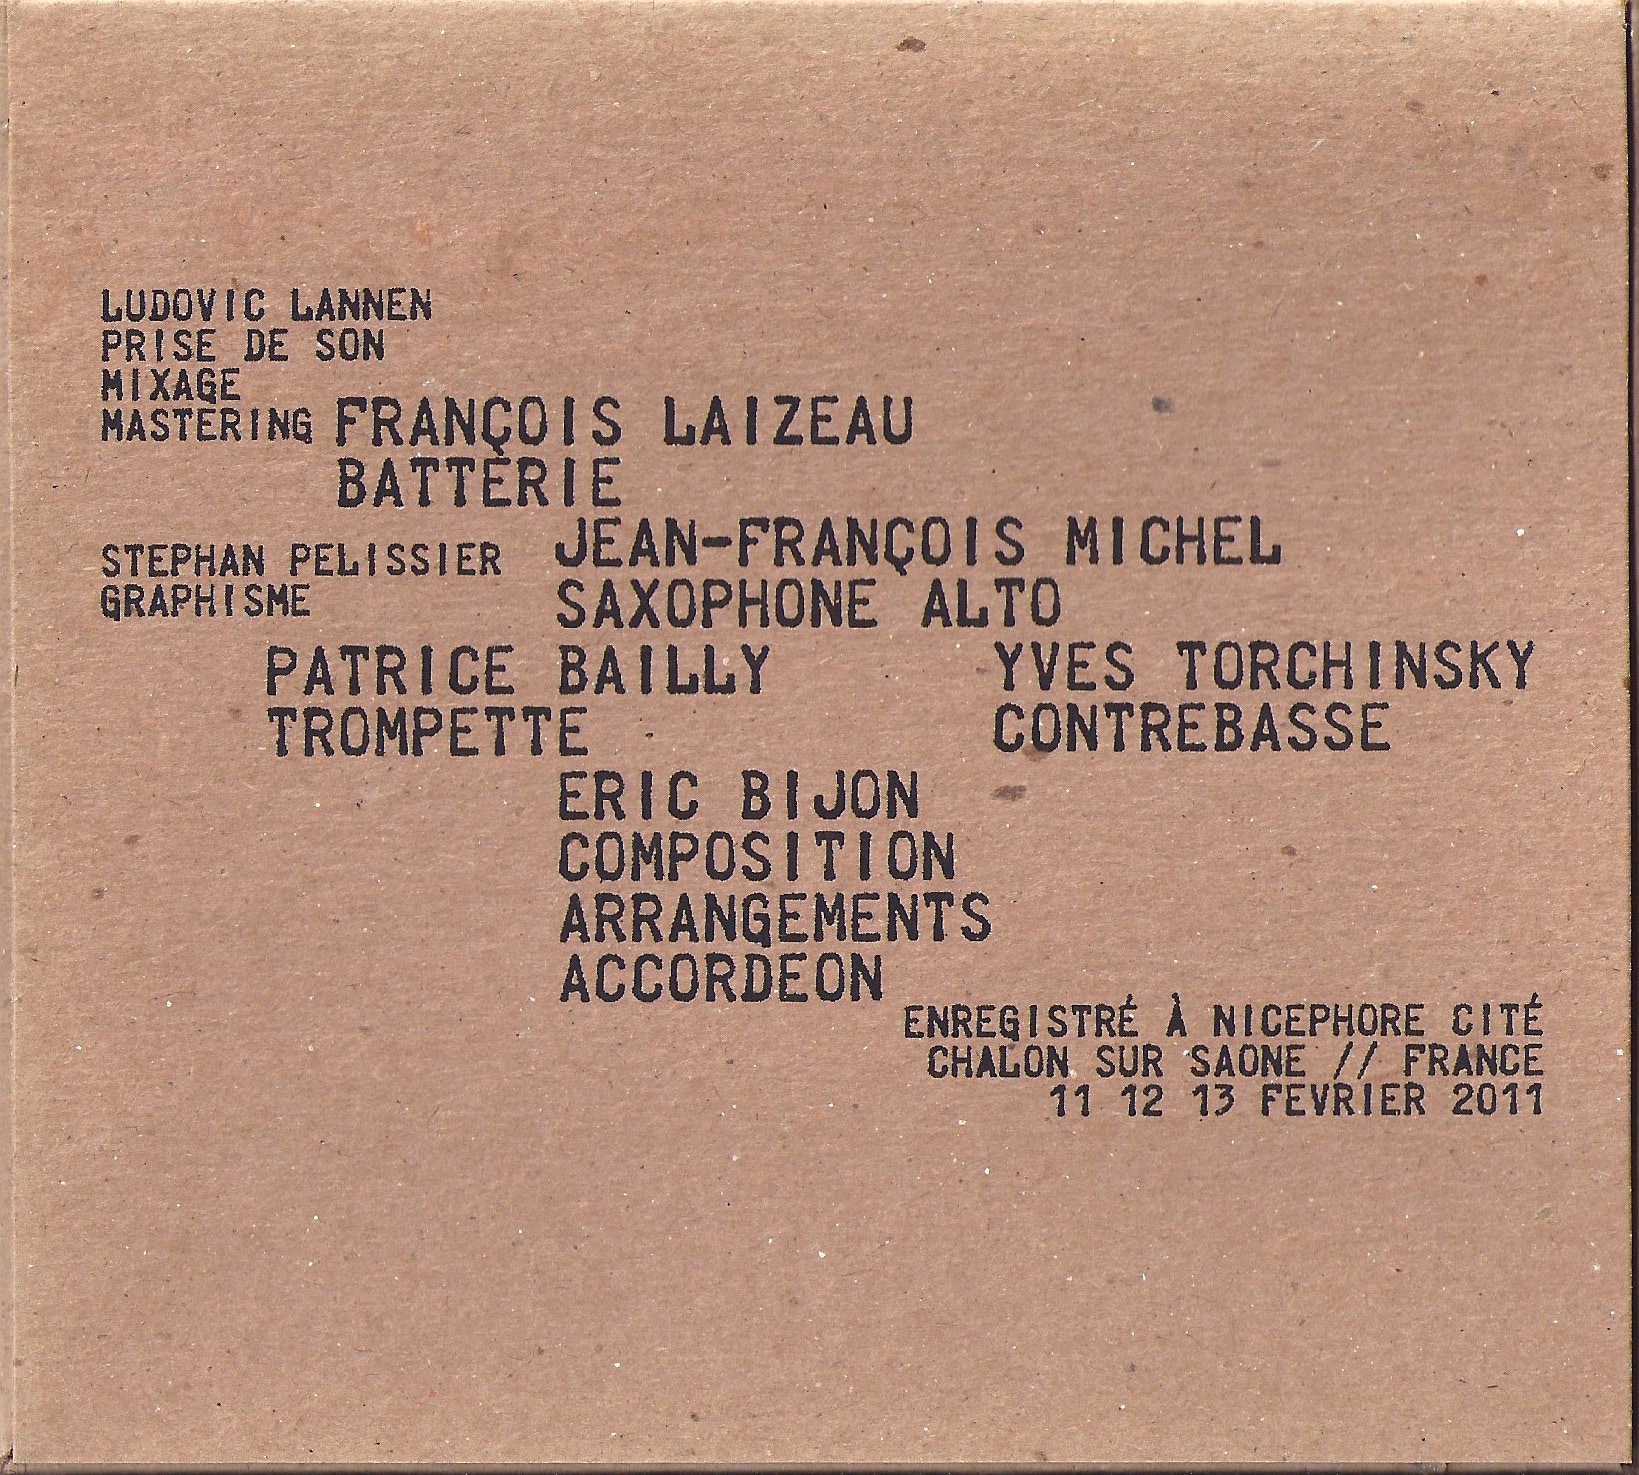 LUDOVIC LANNEN
PRISE DE SON
MIXAGE
MASTERING
FRANÇOIS LAIZEAU
BATTERIE
STEPHAN PELISSIER
GRAPHISME
JEAN-FRANÇOIS MICHEL
SAXOPHONE ALTO
PATRICE BAILLY
TROMPETTE
YVES TORCHINSKY
CONTREBASSE
ERIC BIJON
COMPOSITION
ARRANGEMENTS
ACCORDEON
ENREGISTRÉ À NICEPHORE CITÉ
CHALON SUR SAONE // FRANCE
11 12 13 FEVRIER 2011